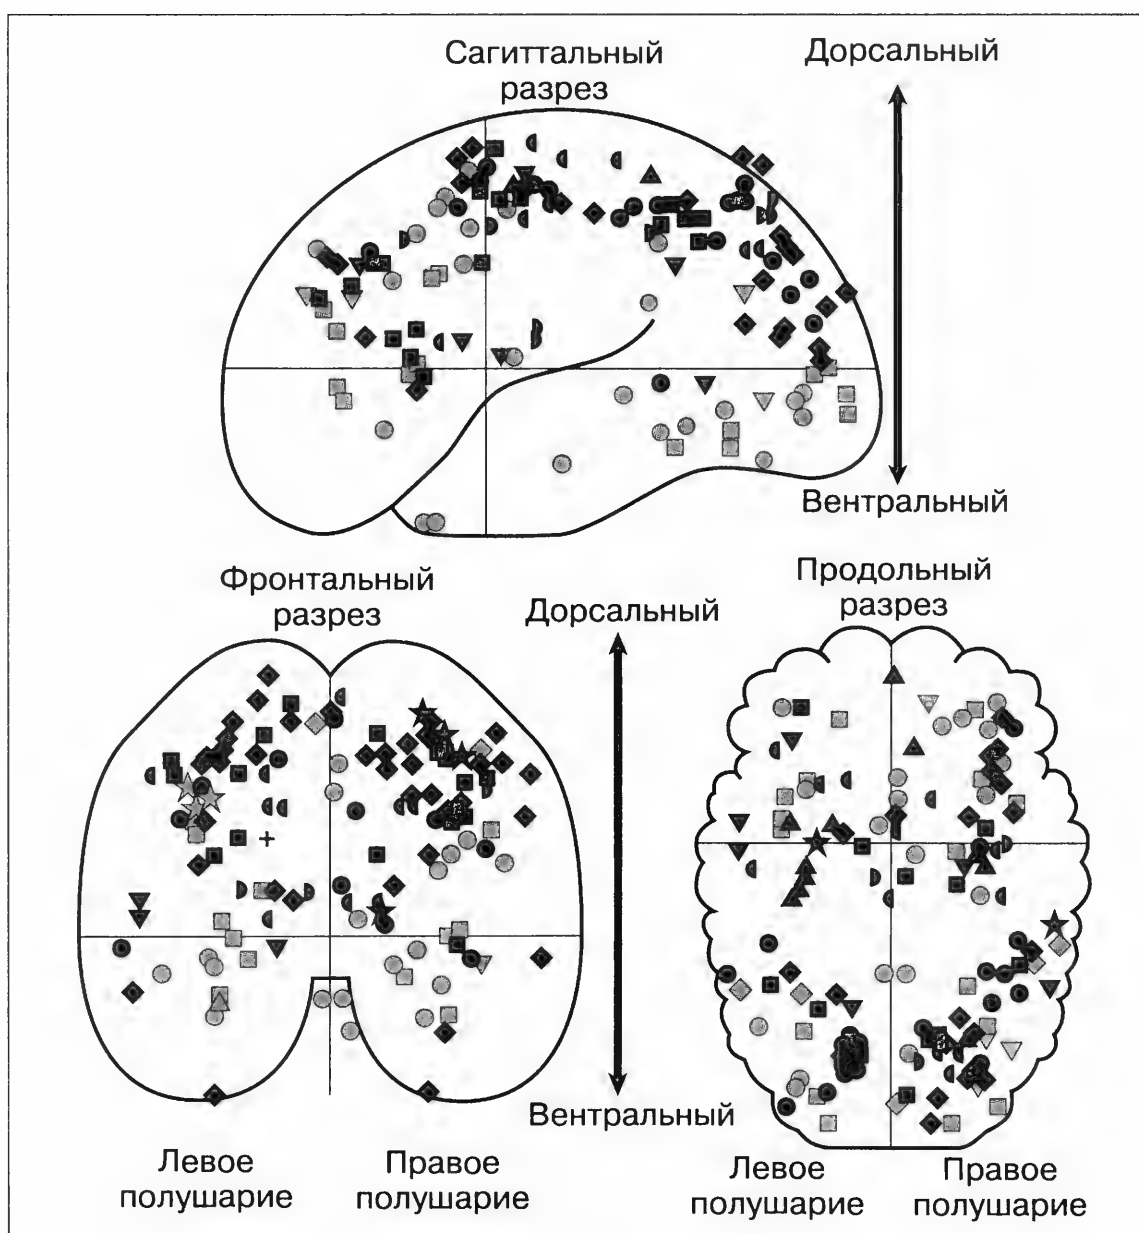 Сагиттальный
разрез
Дорсальный
Вентральный
Фронтальный
разрез
Дорсальный
Вентральный
Продольный
разрез
Левое
полушарие
Правое
полушарие
Левое
полушарие
Правое
полушарие